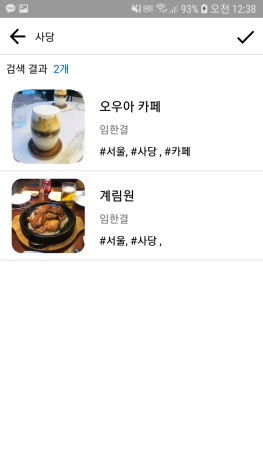 93% 오전 12:38
사당
검색 결과 2개
오우아 카페
임한결
#서울, #사당 , #카페
계림원
임한결
#서울, #사당 ,